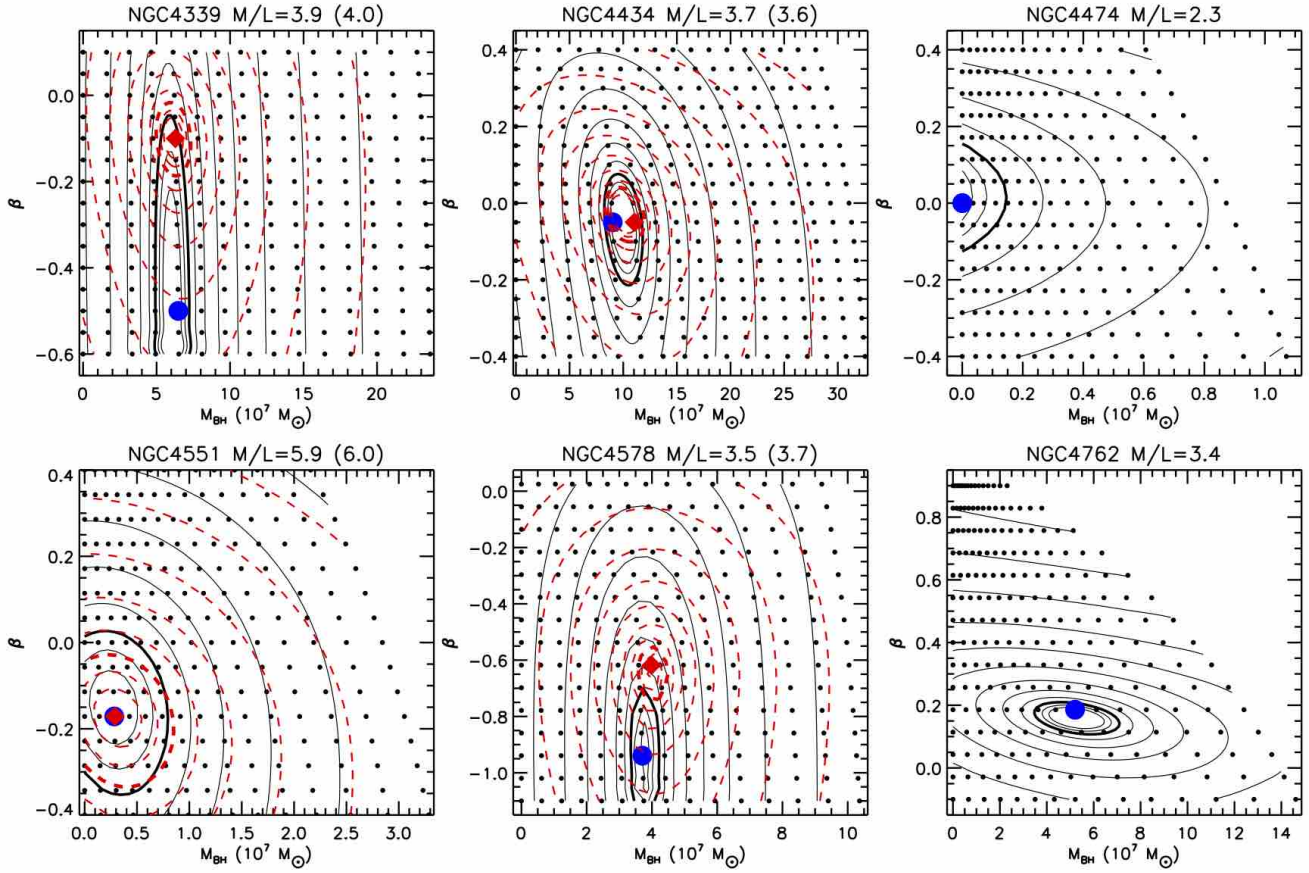 NGC4339 M/L=3.9 (4.0)
NGC4434 M/L=3.7 (3.6)
NGC4474 M/L=2.3
β
0.0
−0.2
−0.4
−0.6
0 5 10 15 20
M_BH (10^7 M_⊙)
β
0.4
0.2
0.0
−0.2
−0.4
0 5 10 15 20 25 30
M_BH (10^7 M_⊙)
β
0.4
0.2
0.0
−0.2
−0.4
0.0 0.2 0.4 0.6 0.8 1.0
M_BH (10^7 M_⊙)
NGC4551 M/L=5.9 (6.0)
NGC4578 M/L=3.5 (3.7)
NGC4762 M/L=3.4
β
0.4
0.2
0.0
−0.2
−0.4
0.0 0.5 1.0 1.5 2.0 2.5 3.0
M_BH (10^7 M_⊙)
β
0.0
−0.2
−0.4
−0.6
−0.8
−1.0
0 2 4 6 8 10
M_BH (10^7 M_⊙)
β
0.8
0.6
0.4
0.2
0.0
0 2 4 6 8 10 12 14
M_BH (10^7 M_⊙)